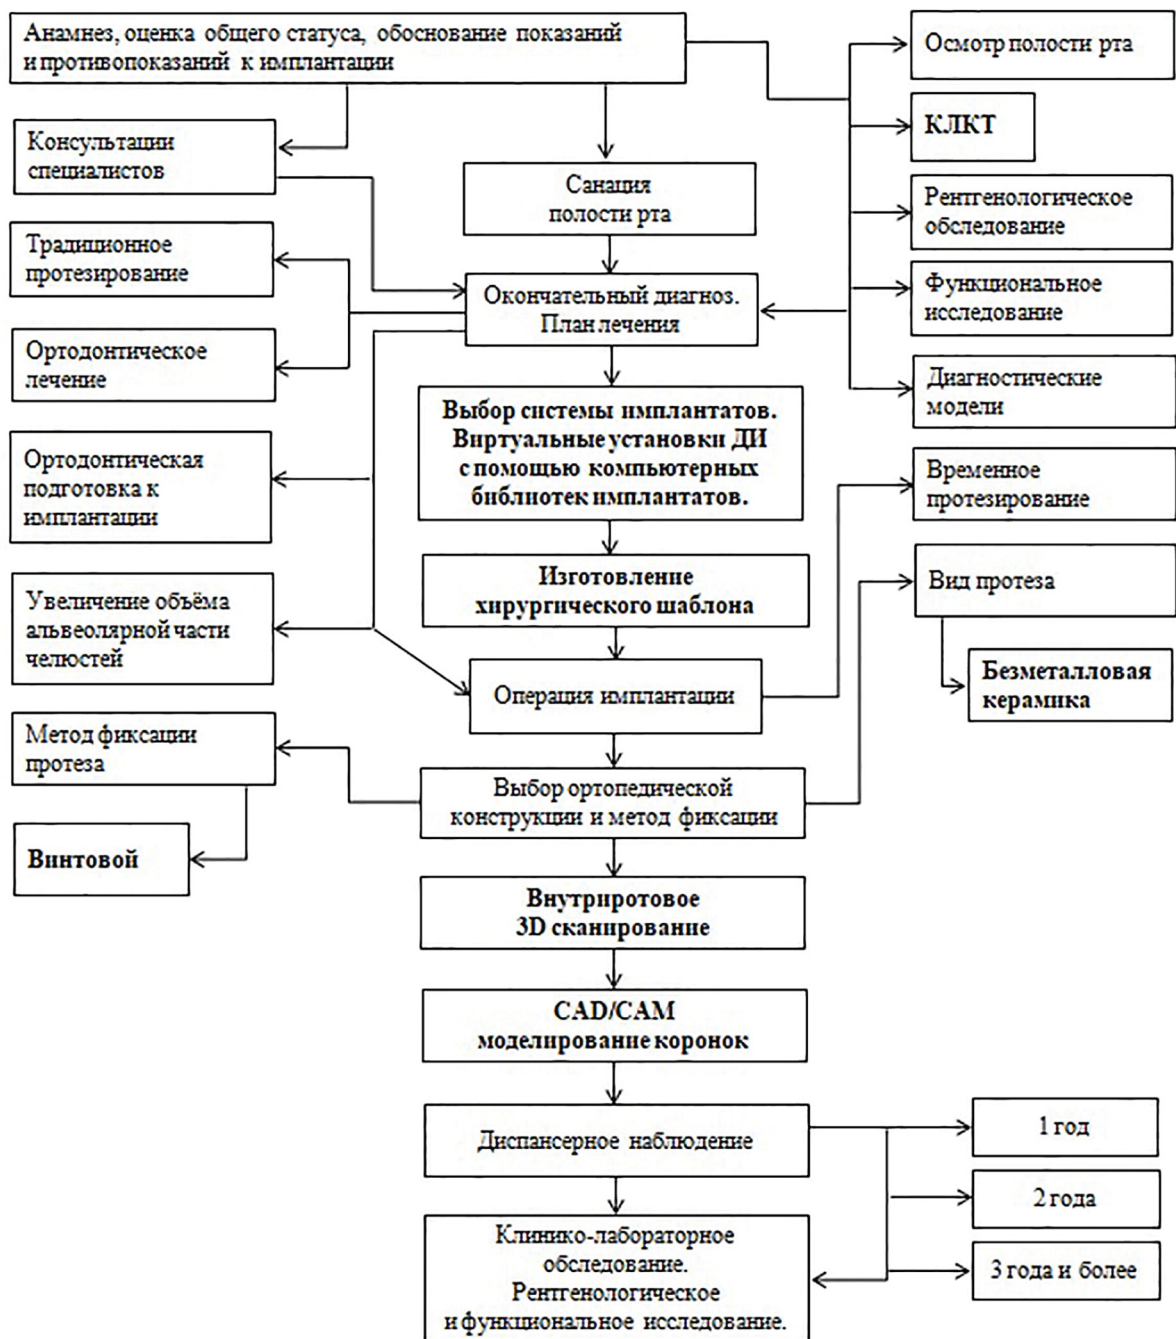 Анамнез, оценка общего статуса, обоснование показаний
и противопоказаний к имплантации
Осмотр полости рта
КЛКТ
Консультации
специалистов
Санация
полости рта
Рентгенологическое
обследование
Традиционное
протезирование
Окончательный диагноз.
План лечения
Функциональное
исследование
Ортодонтическое
лечение
Диагностические
модели
Выбор системы имплантатов.
Виртуальные установки ДИ
с помощью компьютерных
библиотек имплантатов.
Ортодонтическая
подготовка к
имплантации
Временное
протезирование
Изготовление
хирургического шаблона
Вид протеза
Увеличение объёма
альвеолярной части
челюстей
Операция имплантации
Безметалловая
керамика
Метод фиксации
протеза
Выбор ортопедической
конструкции и метод фиксации
Винтовой
Внутриротовое
3D сканирование
CAD/CAM
моделирование коронок
Диспансерное наблюдение
1 год
2 года
3 года и более
Клинико-лабораторное
обследование.
Рентгенологическое
и функциональное исследование.